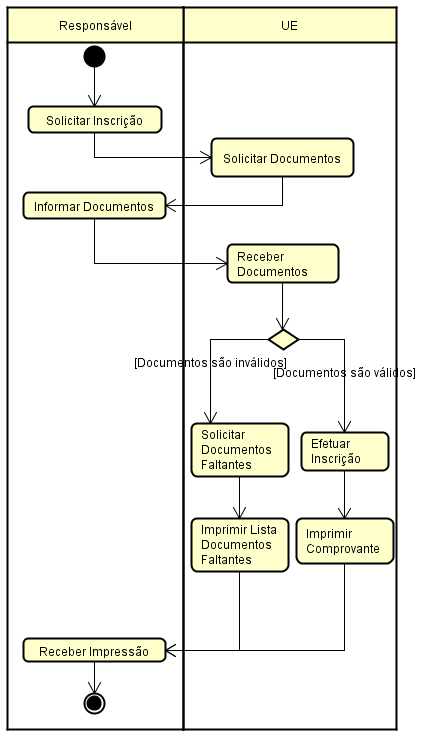 Responsável
UE
Solicitar Inscrição
Solicitar Documentos
Informar Documentos
Receber
Documentos
[Documentos são inválidos]
[Documentos são válidos]
Solicitar
Documentos
Faltantes
Efetuar
Inscrição
Imprimir Lista
Documentos
Faltantes
Imprimir
Comprovante
Receber Impressão